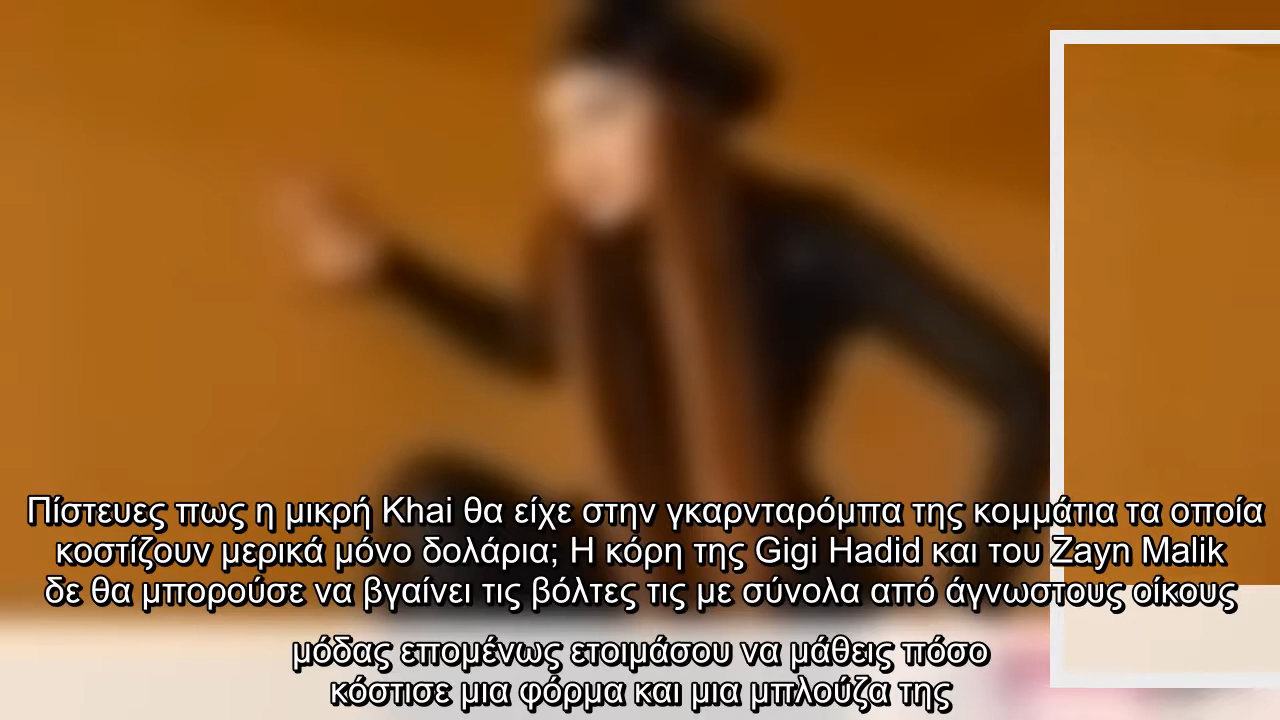 Πίστευες πως η μικρή Khai θα είχε στην γκαρνταρόμπα της κομμάτια τα οποία
κοστίζουν μερικά μόνο δολάρια; Η κόρη της Gigi Hadid και του Zayn Malik
δε θα μπορούσε να βγαίνει τις βόλτες τις με σύνολα από άγνωστους οίκους
μόδας επομένως ετοιμάσου να μάθεις πόσο
κόστισε μια φόρμα και μια μπλούζα της